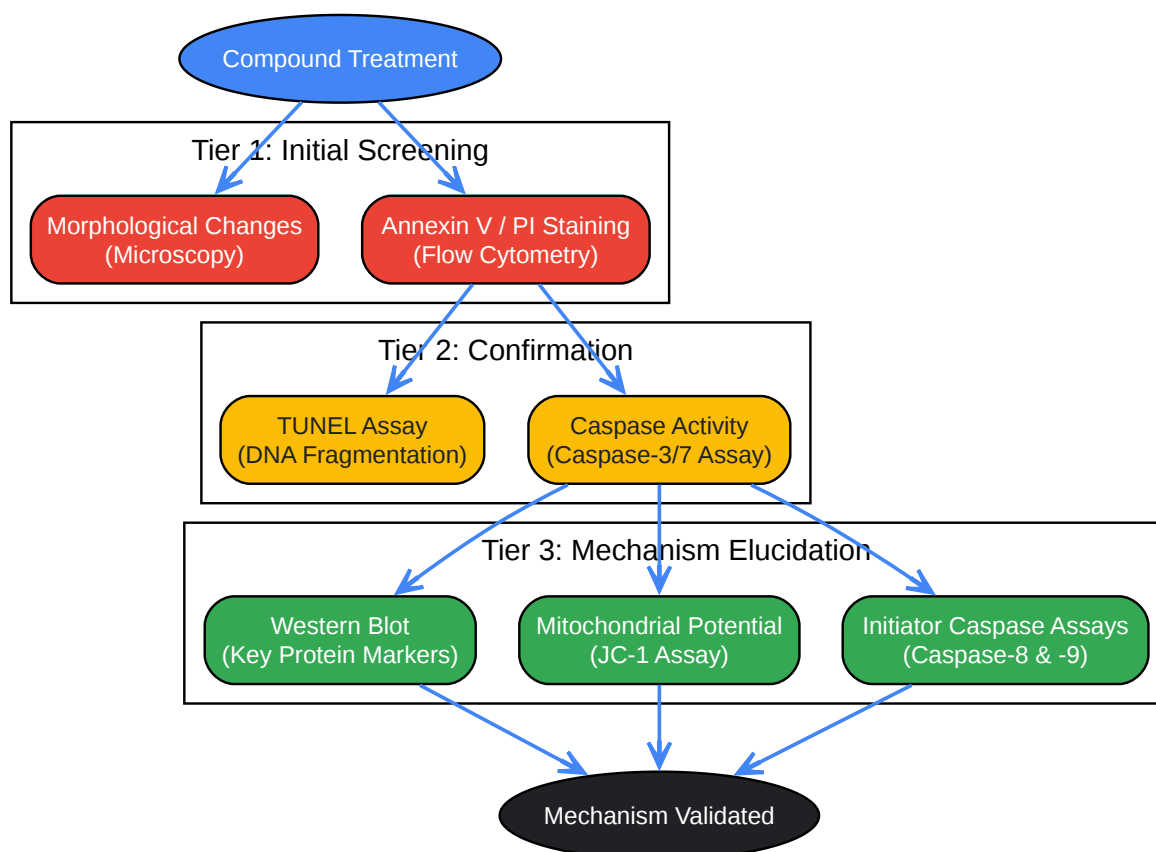 Compound Treatment
Tier 1: Initial Screening
Morphological Changes
(Microscopy)
Annexin V / PI Staining
(Flow Cytometry)
Tier 2: Confirmation
TUNEL Assay
(DNA Fragmentation)
Caspase Activity
(Caspase-3/7 Assay)
Tier 3: Mechanism Elucidation
Western Blot
(Key Protein Markers)
Mitochondrial Potential
(JC-1 Assay)
Initiator Caspase Assays
(Caspase-8 & -9)
Mechanism Validated